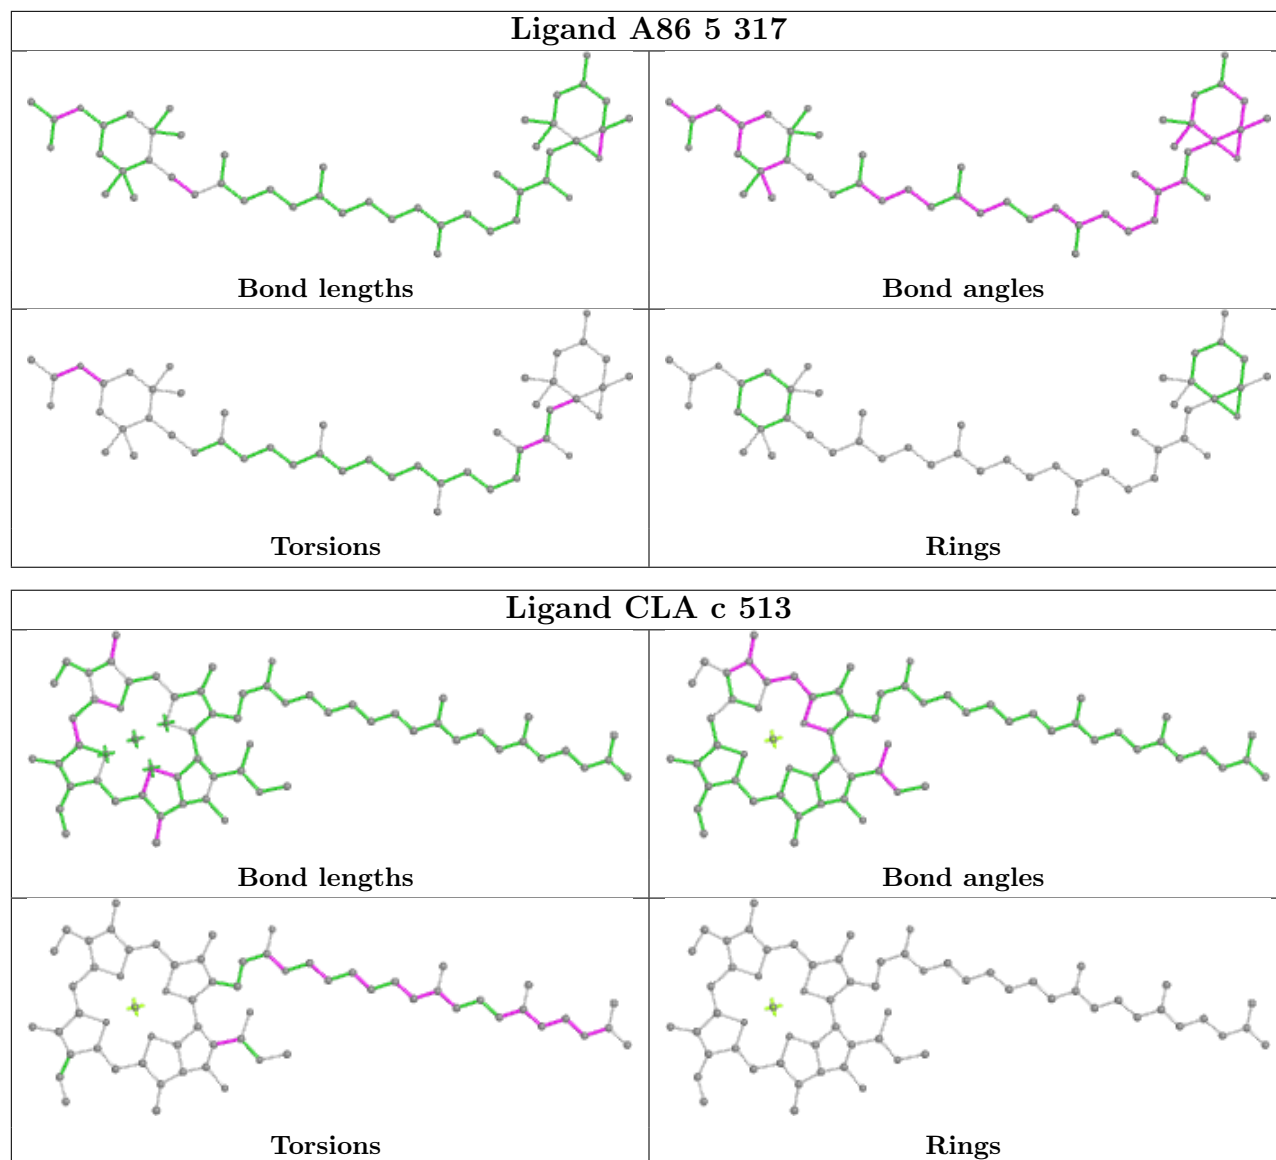 Ligand A86 5 317
Bond lengths
Bond angles
Torsions
Rings
Ligand CLA c 513
Bond lengths
Bond angles
Torsions
Rings